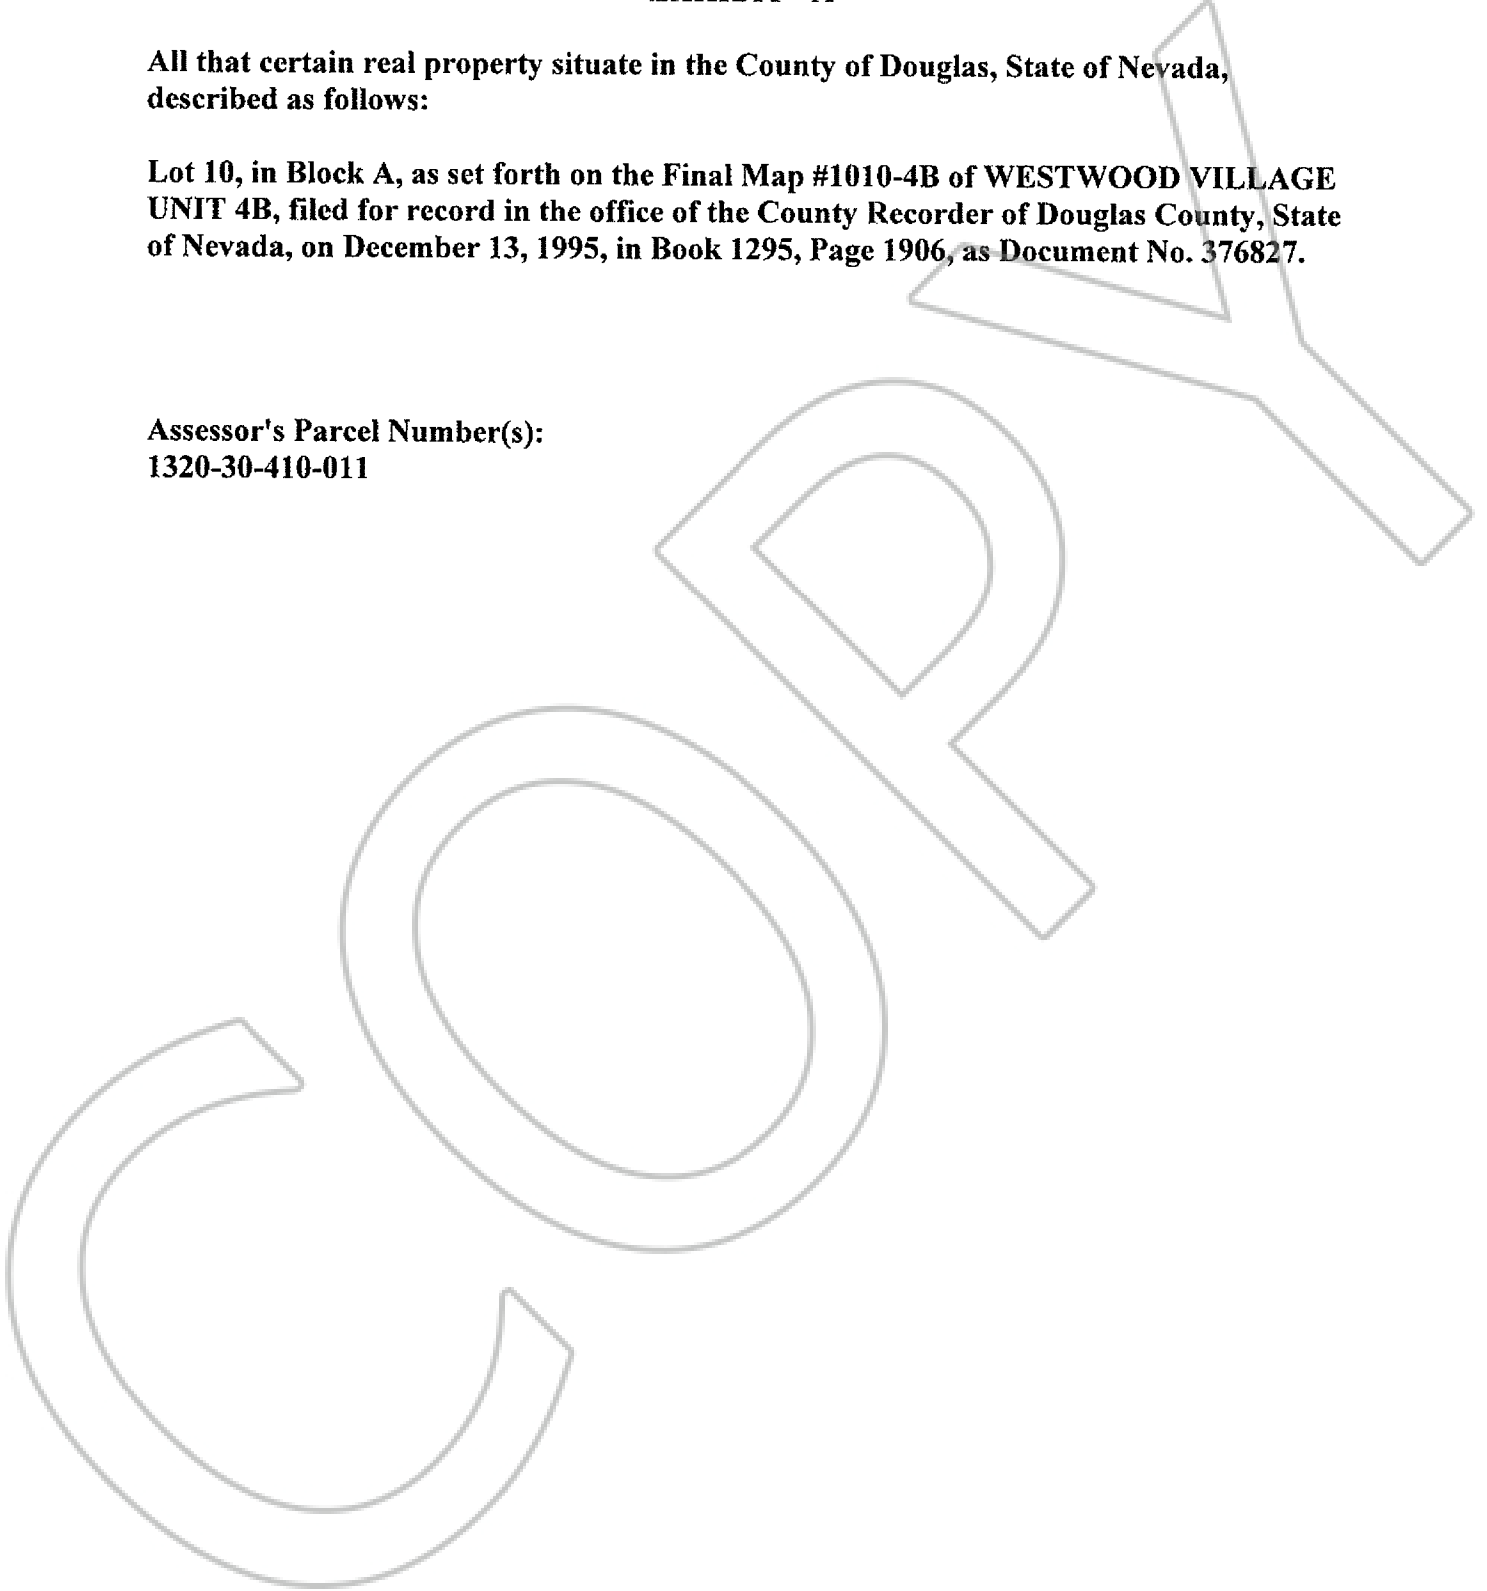 All that certain real property situate in the County of Douglas, State of Nevada,
described as follows:
Lot 10, in Block A, as set forth on the Final Map #1010-4B of WESTWOOD VILLAGE
UNIT 4B, filed for record in the office of the County Recorder of Douglas County, State
of Nevada, on December 13, 1995, in Book 1295, Page 1906, as Document No. 376827.
Assessor's Parcel Number(s):
1320-30-410-011
COPY